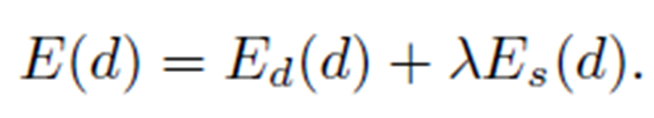 E(d) = E_d(d) + λE_s(d).